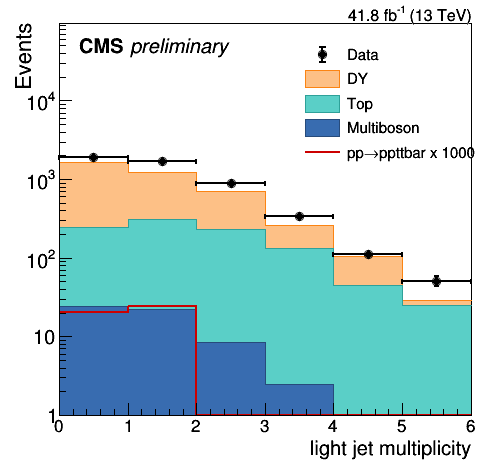 41.8 fb⁻¹ (13 TeV)
CMS preliminary
Events
Data
DY
Top
Multiboson
pp→ppttbar x 1000
10⁴
10³
10²
10
1
0 1 2 3 4 5 6
light jet multiplicity